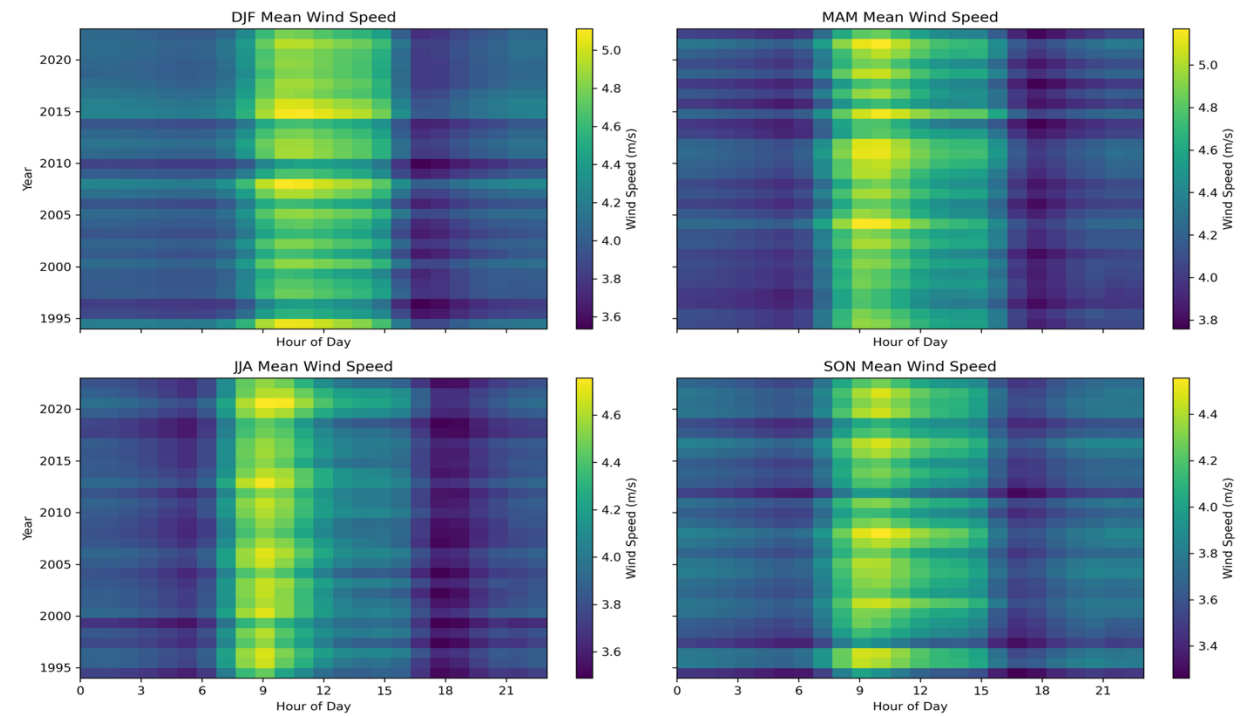 DJF Mean Wind Speed
2020
2015
2010
2005
2000
1995
Year
Hour of Day
5.0
4.8
4.6
4.4
4.2
4.0
3.8
3.6
Wind Speed (m/s)
MAM Mean Wind Speed
Hour of Day
5.0
4.8
4.6
4.4
4.2
4.0
3.8
Wind Speed (m/s)
JJA Mean Wind Speed
2020
2015
2010
2005
2000
1995
Year
0 3 6 9 12 15 18 21
Hour of Day
4.6
4.4
4.2
4.0
3.8
3.6
Wind Speed (m/s)
SON Mean Wind Speed
0 3 6 9 12 15 18 21
Hour of Day
4.4
4.2
4.0
3.8
3.6
3.4
Wind Speed (m/s)